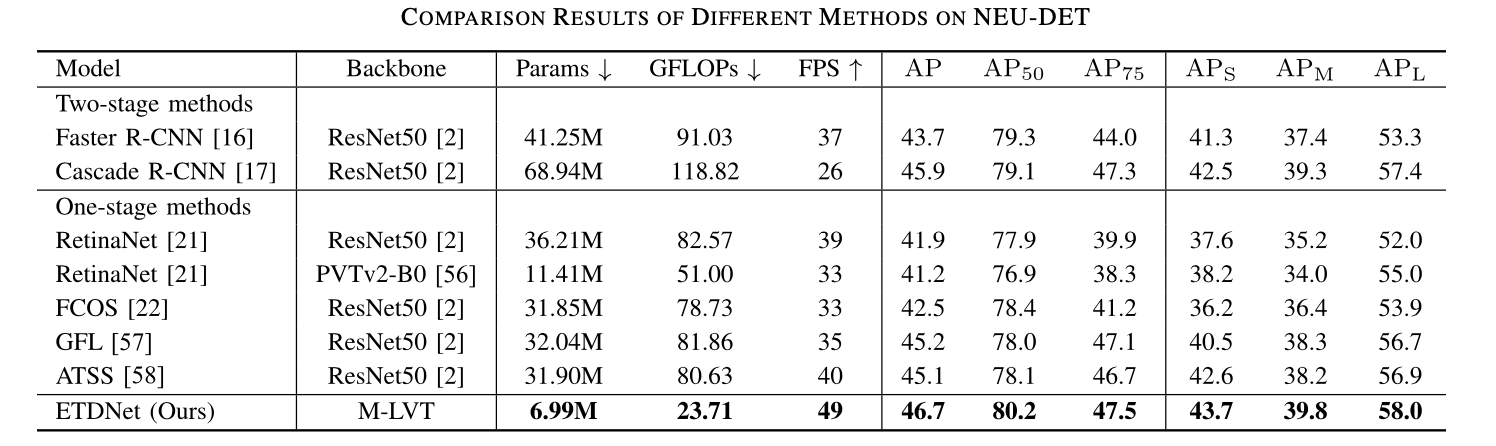 COMPARISON RESULTS OF DIFFERENT METHODS ON NEU-DET
Model Backbone Params ↓ GFLOPs ↓ FPS ↑ AP AP50 AP75 APS APM APL
Two-stage methods
Faster R-CNN [16] ResNet50 [2] 41.25M 91.03 37 43.7 79.3 44.0 41.3 37.4 53.3
Cascade R-CNN [17] ResNet50 [2] 68.94M 118.82 26 45.9 79.1 47.3 42.5 39.3 57.4
One-stage methods
RetinaNet [21] ResNet50 [2] 36.21M 82.57 39 41.9 77.9 39.9 37.6 35.2 52.0
RetinaNet [21] PVTv2-B0 [56] 11.41M 51.00 33 41.2 76.9 38.3 38.2 34.0 55.0
FCOS [22] ResNet50 [2] 31.85M 78.73 33 42.5 78.4 41.2 36.2 36.4 53.9
GFL [57] ResNet50 [2] 32.04M 81.86 35 45.2 78.0 47.1 40.5 38.3 56.7
ATSS [58] ResNet50 [2] 31.90M 80.63 40 45.1 78.1 46.7 42.6 38.2 56.9
ETDNet (Ours) M-LVT 6.99M 23.71 49 46.7 80.2 47.5 43.7 39.8 58.0